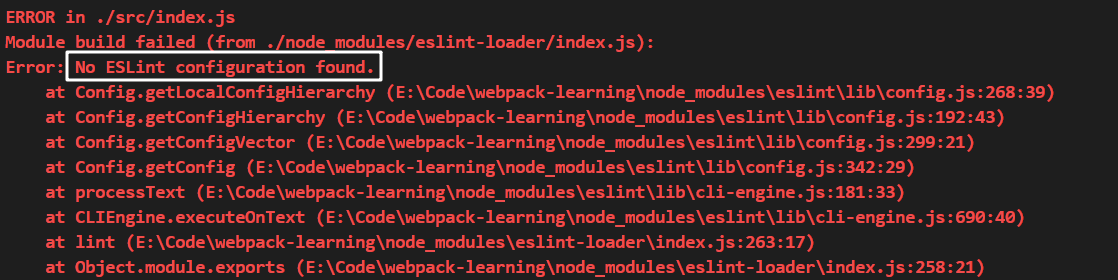 ERROR in ./src/index.js
Module build failed (from ./node_modules/eslint-loader/index.js):
Error: No ESLint configuration found.
at Config.getLocalConfigHierarchy (E:\Code\webpack-learning\node_modules\eslint\lib\config.js:268:39)
at Config.getConfigHierarchy (E:\Code\webpack-learning\node_modules\eslint\lib\config.js:192:43)
at Config.getConfigVector (E:\Code\webpack-learning\node_modules\eslint\lib\config.js:299:21)
at Config.getConfig (E:\Code\webpack-learning\node_modules\eslint\lib\config.js:342:29)
at processText (E:\Code\webpack-learning\node_modules\eslint\lib\cli-engine.js:181:33)
at CLIEngine.executeOnText (E:\Code\webpack-learning\node_modules\eslint\lib\cli-engine.js:690:40)
at lint (E:\Code\webpack-learning\node_modules\eslint-loader\index.js:263:17)
at Object.module.exports (E:\Code\webpack-learning\node_modules\eslint-loader\index.js:258:21)